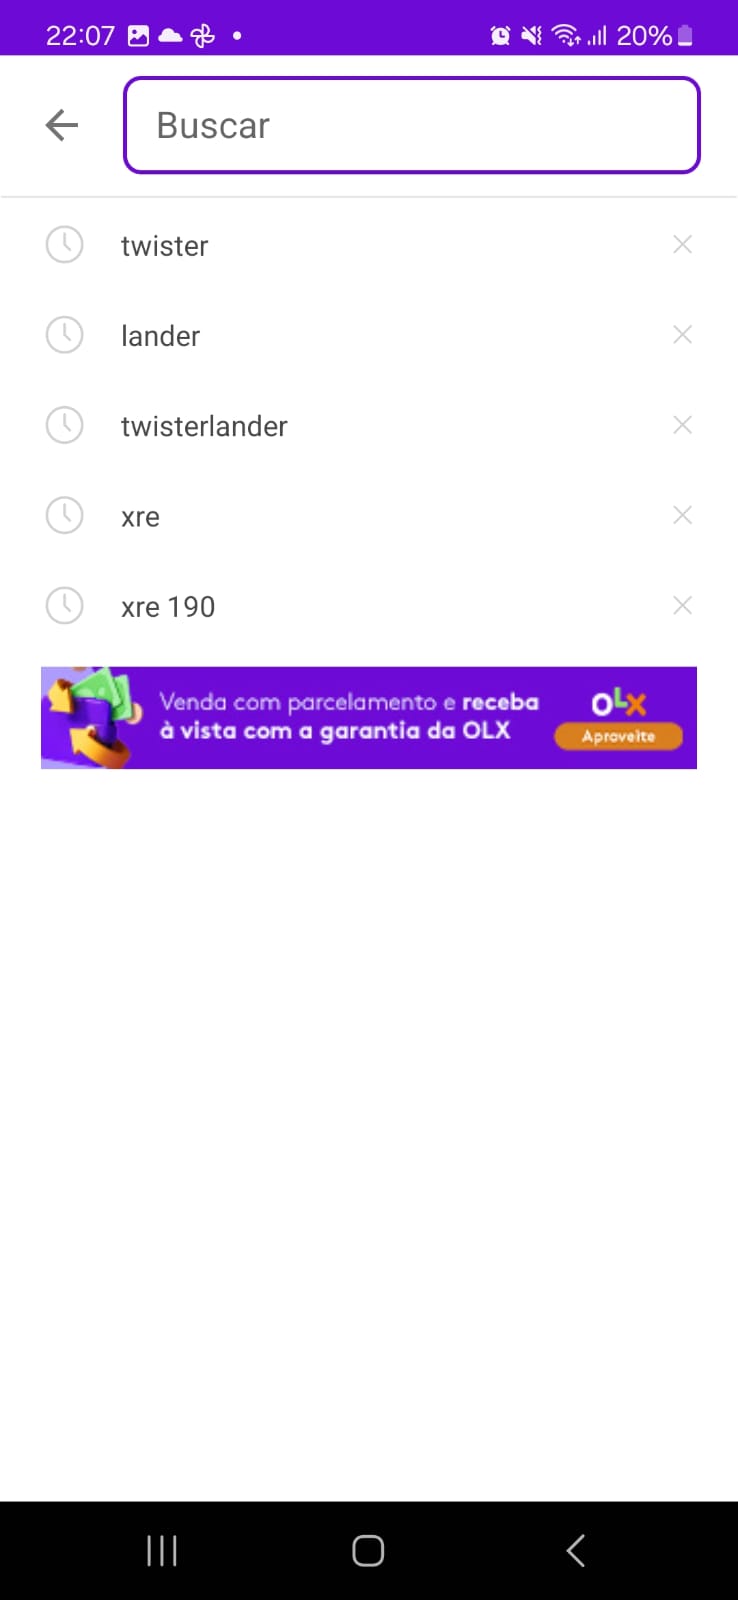 22:07
20%
Buscar
twister
lander
twisterlander
xre
xre 190
Venda com parcelamento e receba
à vista com a garantia da OLX
OLX
Aproveite